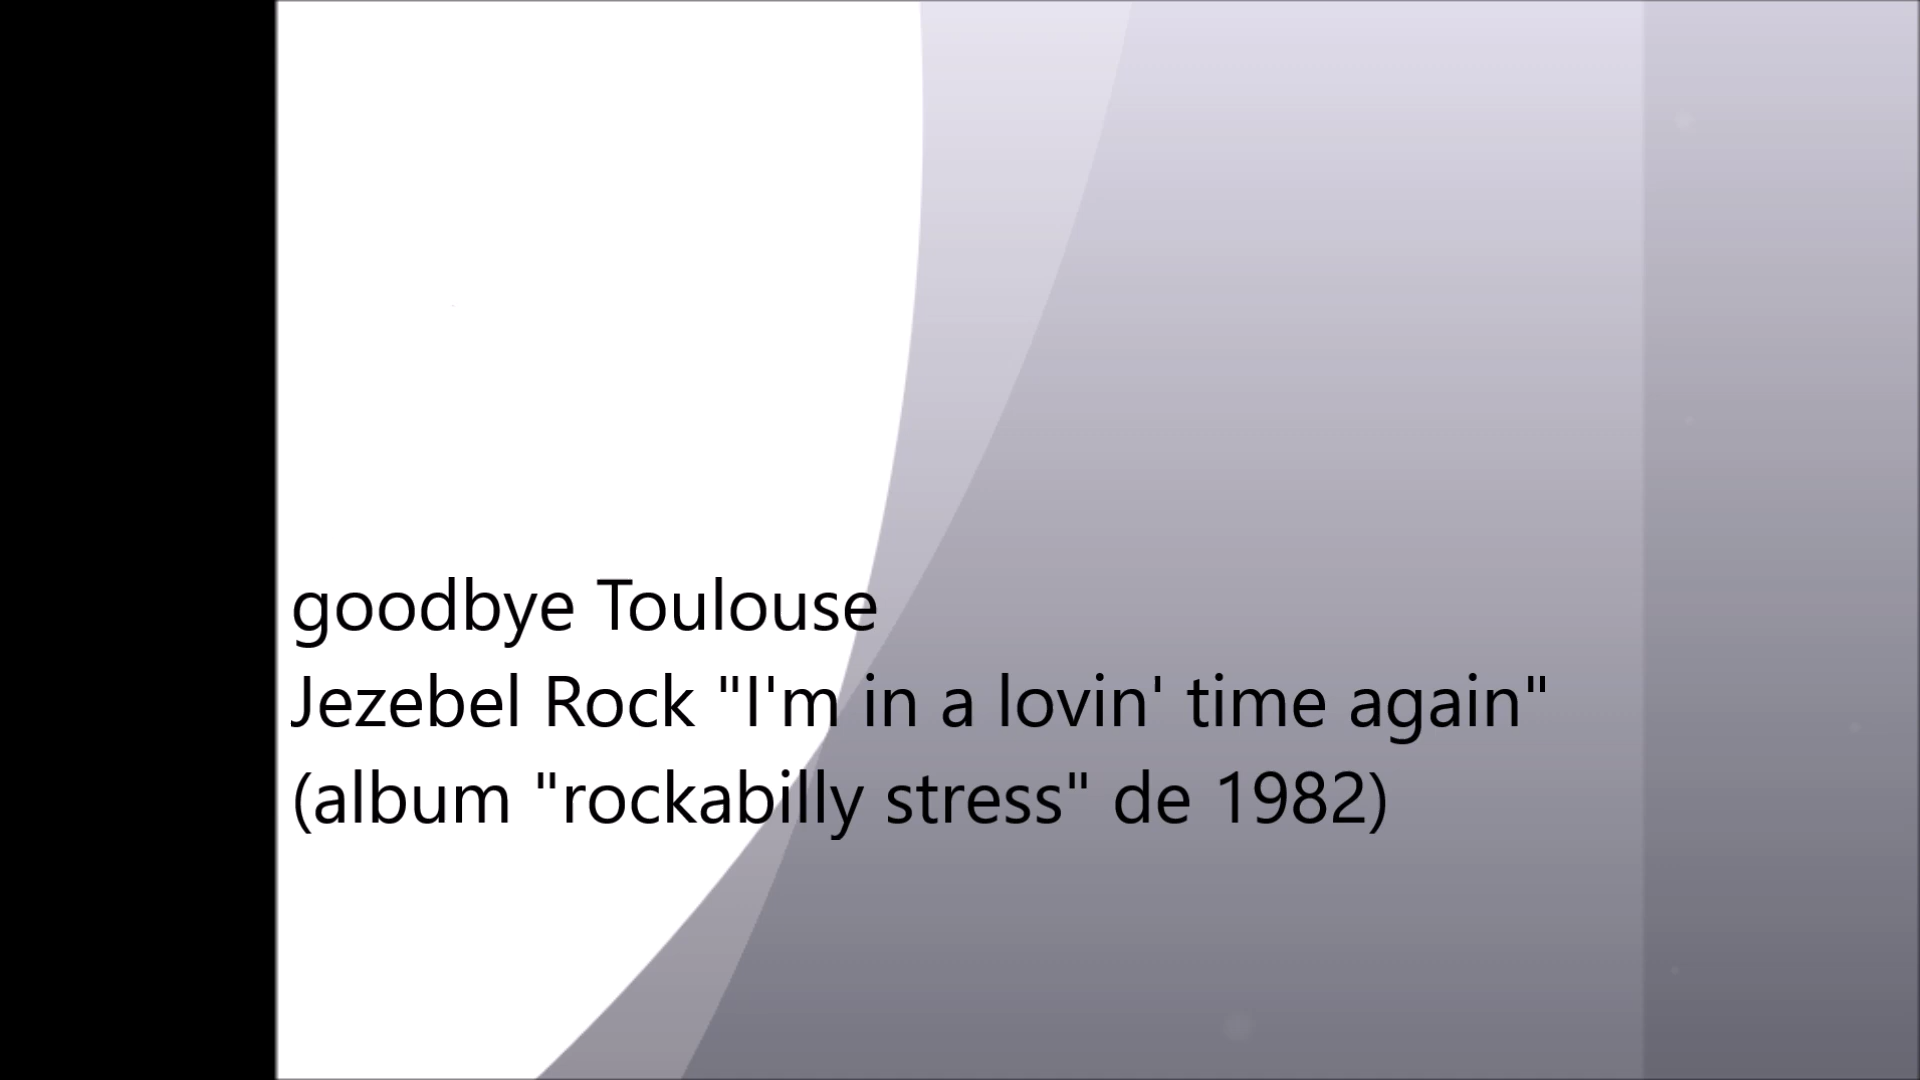 goodbye Toulouse
Jezebel Rock "I'm in a lovin' time again"
(album "rockabilly stress" de 1982)